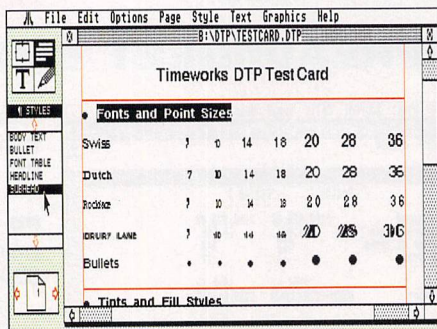 File Edit Options Page Style Text Graphics Help
B:\DTP\TESTCARD.DTP
T
¶ STYLES
BODY TEXT
BULLET
FONT TABLE
HEADLINE
SUBHEAD
1
Timeworks DTP Test Card
• Fonts and Point Sizes
Swiss 7 10 14 18 20 28 36
Dutch 7 10 14 18 20 28 36
Rockface 7 10 14 18 20 28 36
DRURY LANE 7 10 14 18 20 28 36
Bullets • • • • • • •
• Tints and Fill Styles